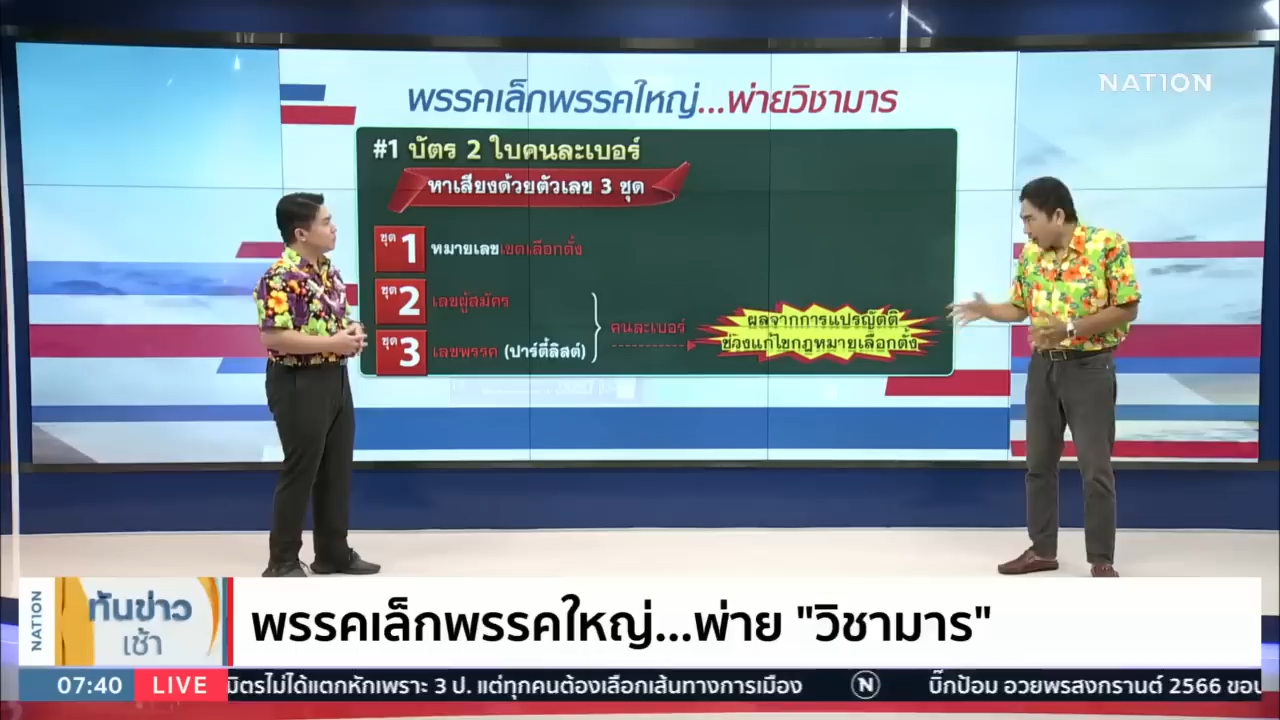 NATION
พรรคเล็กพรรคใหญ่...พ่ายวิชามาร
#1 บัตร 2 ใบคนละเบอร์
หาเสียงด้วยตัวเลข 3 ชุด
ชุด 1 หมายเลขเขตเลือกตั้ง
ชุด 2 เลขผู้สมัคร
ชุด 3 เลขพรรค (ปาร์ตี้ลิสต์)
คนละเบอร์
ผลจากการแปรญัตติ
ช่วงแก้ไขกฎหมายเลือกตั้ง
NATION
ทันข่าว
เช้า
พรรคเล็กพรรคใหญ่...พ่าย "วิชามาร"
07:40 LIVE มิตรไม่ได้แตกหักเพราะ 3 ป. แต่ทุกคนต้องเลือกเส้นทางการเมือง N บิ๊กป้อม อวยพรสงกรานต์ 2566 ขอบ